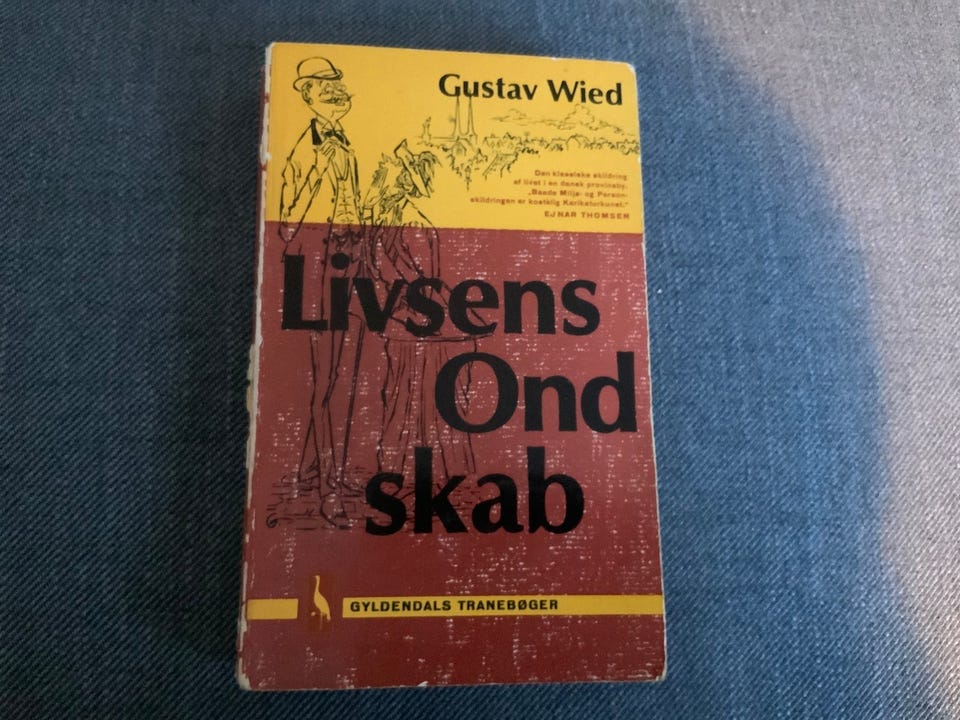 Gustav Wied
Den klassiske skildring
af livet i en dansk provinsby.
„Baade Miljø- og Person-
skildringen er kostelig Karikaturkunst.“
EJNAR THOMSEN
Livsens
Ond
skab
GYLDENDALS TRANEBØGER